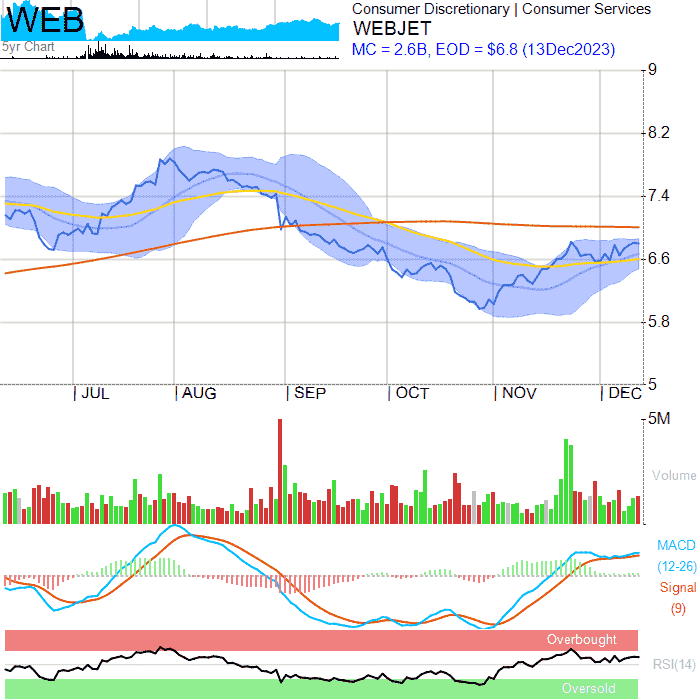 WEB
5yr Chart
Consumer Discretionary | Consumer Services
WEBJET
MC = 2.6B, EOD = $6.8 (13Dec2023)
9
8.2
7.4
6.6
5.8
5
JUL AUG SEP OCT NOV DEC
5M
Volume
MACD
(12-26)
Signal
(9)
Overbought
RSI(14)
Oversold